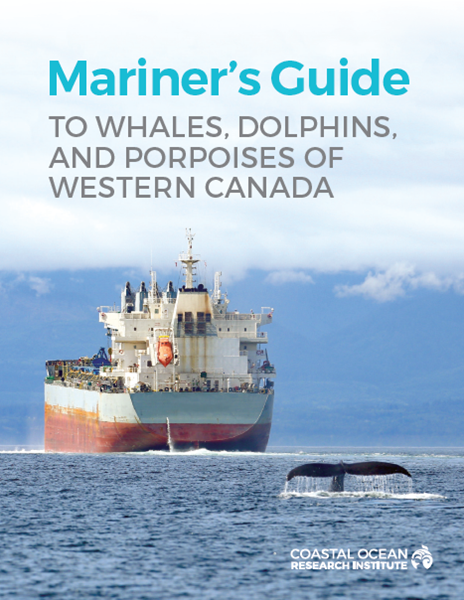 Mariner's Guide
TO WHALES, DOLPHINS,
AND PORPOISES OF
WESTERN CANADA
COASTAL OCEAN
RESEARCH INSTITUTE